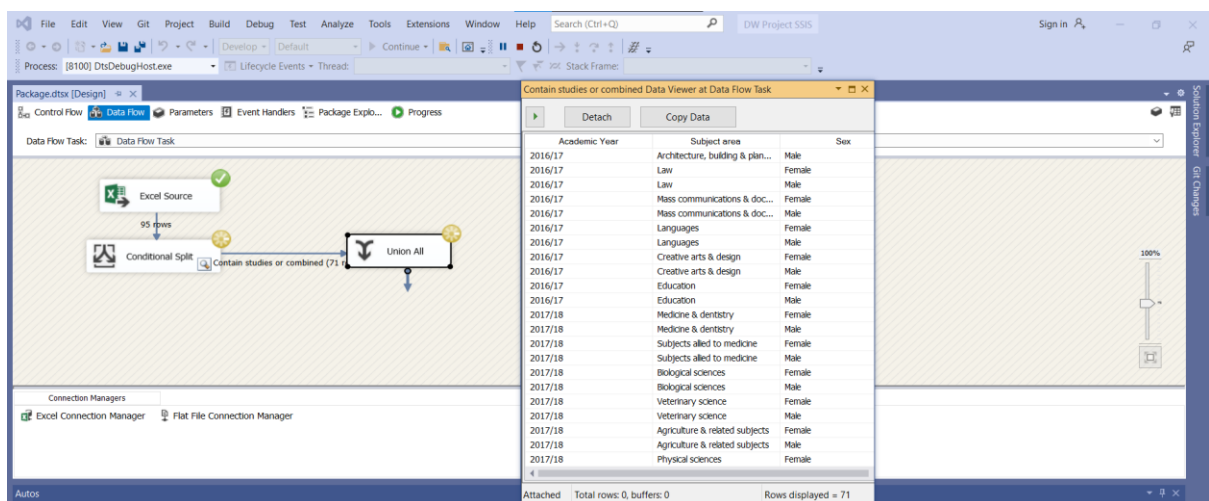 File Edit View Git Project Build Debug Test Analyze Tools Extensions Window Help Search (Ctrl+Q) DW Project SSIS Sign in
Develop Default Continue
Process: [8100] DtsDebugHost.exe Lifecycle Events Thread: Stack Frame:
Package.dtsx [Design]
Control Flow Data Flow Parameters Event Handlers Package Explo... Progress
Data Flow Task: Data Flow Task
Excel Source
95 rows
Conditional Split
Contain studies or combined (71 r
Union All
100%
Connection Managers
Excel Connection Manager Flat File Connection Manager
Autos
Contain studies or combined Data Viewer at Data Flow Task
Detach Copy Data
Academic Year Subject area Sex
2016/17 Architecture, building & plan... Male
2016/17 Law Female
2016/17 Law Male
2016/17 Mass communications & doc... Female
2016/17 Mass communications & doc... Male
2016/17 Languages Female
2016/17 Languages Male
2016/17 Creative arts & design Female
2016/17 Creative arts & design Male
2016/17 Education Female
2016/17 Education Male
2017/18 Medicine & dentistry Female
2017/18 Medicine & dentistry Male
2017/18 Subjects allied to medicine Female
2017/18 Subjects allied to medicine Male
2017/18 Biological sciences Female
2017/18 Biological sciences Male
2017/18 Veterinary science Female
2017/18 Veterinary science Male
2017/18 Agriculture & related subjects Female
2017/18 Agriculture & related subjects Male
2017/18 Physical sciences Female
Attached Total rows: 0, buffers: 0 Rows displayed = 71
Solution Explorer
Git Changes